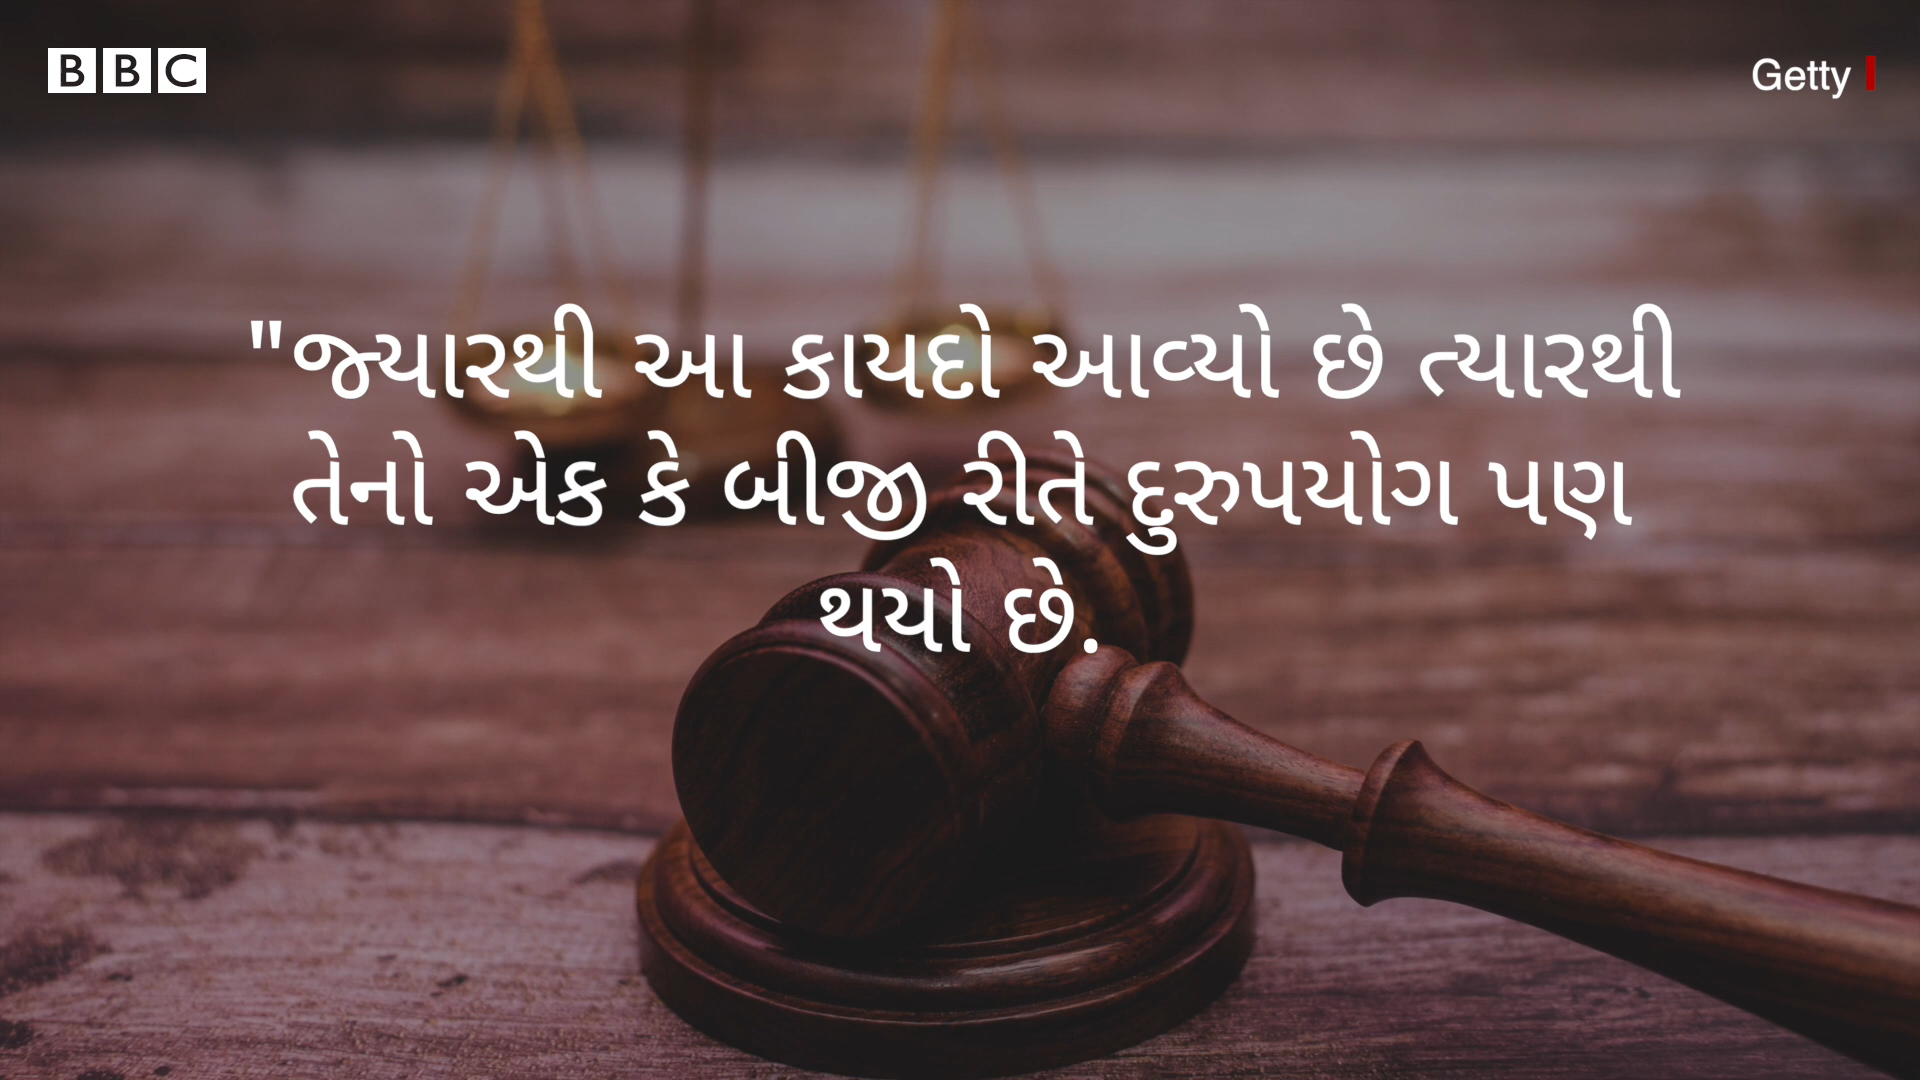 BBC
Getty
"જ્યારથી આ કાયદો આવ્યો છે ત્યારથી
તેનો એક કે બીજી રીતે દુરુપયોગ પણ
થયો છે.